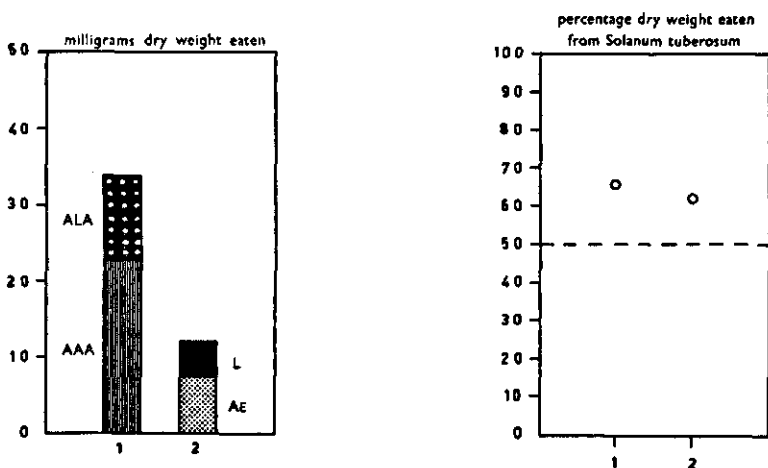 milligrams dry weight eaten
50
40
30
20
10
0
ALA
AAA
L
AE
1 2
percentage dry weight eaten
from Solanum tuberosum
100
90
80
70
60
50
40
30
20
10
0
1 2